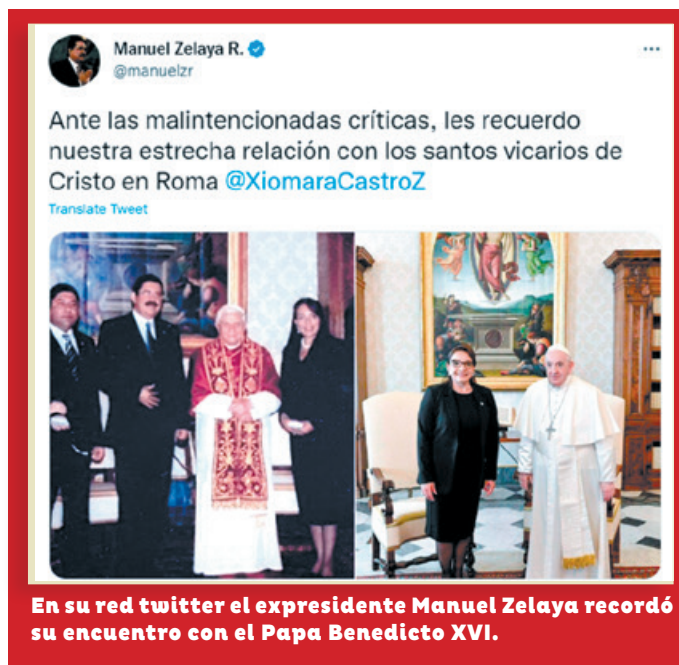 Manuel Zelaya R.
@manuelzr
Ante las malintencionadas críticas, les recuerdo
nuestra estrecha relación con los santos vicarios de
Cristo en Roma @XiomaraCastroZ
Translate Tweet
En su red twitter el expresidente Manuel Zelaya recordó
su encuentro con el Papa Benedicto XVI.